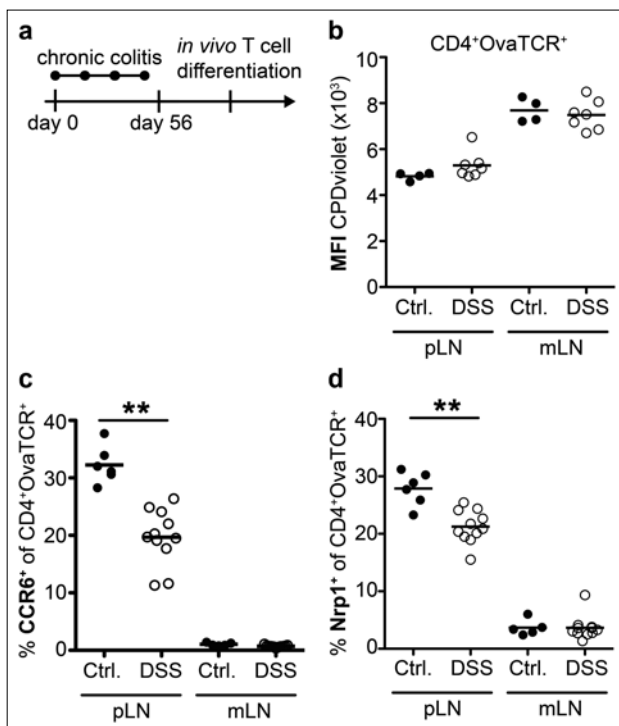 a
chronic colitis
in vivo T cell
differentiation
day 0
day 56
b
CD4⁺OvaTCR⁺
MFI CPDviolet (x10³)
10
8
6
4
2
0
Ctrl.
DSS
Ctrl.
DSS
pLN
mLN
c
% CCR6⁺ of CD4⁺OvaTCR⁺
40
30
20
10
0
**
Ctrl.
DSS
Ctrl.
DSS
pLN
mLN
d
% Nrp1⁺ of CD4⁺OvaTCR⁺
40
30
20
10
0
**
Ctrl.
DSS
Ctrl.
DSS
pLN
mLN